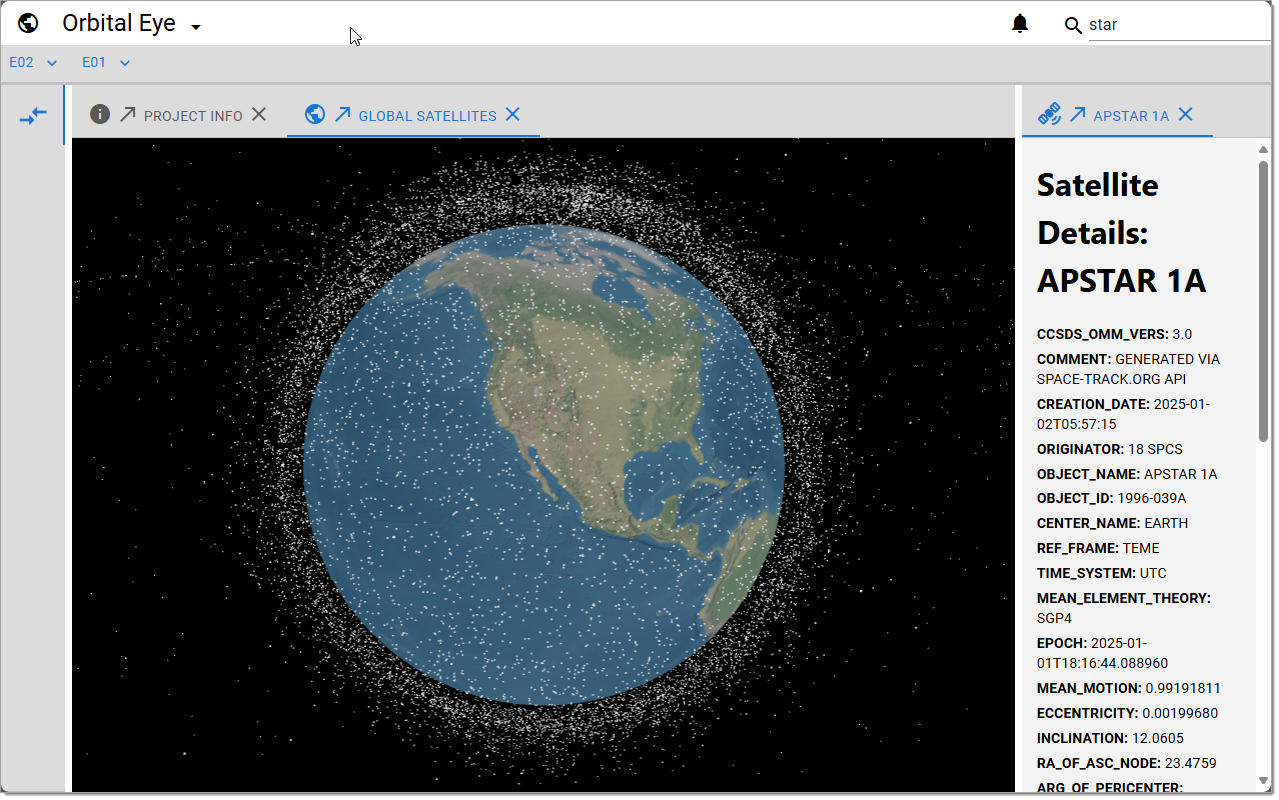 Orbital Eye
star
E02
E01
PROJECT INFO
GLOBAL SATELLITES
APSTAR 1A
Satellite
Details:
APSTAR 1A
CCSDS_OMM_VERS: 3.0
COMMENT: GENERATED VIA
SPACE-TRACK.ORG API
CREATION_DATE: 2025-01-
02T05:57:15
ORIGINATOR: 18 SPCS
OBJECT_NAME: APSTAR 1A
OBJECT_ID: 1996-039A
CENTER_NAME: EARTH
REF_FRAME: TEME
TIME_SYSTEM: UTC
MEAN_ELEMENT_THEORY:
SGP4
EPOCH: 2025-01-
01T18:16:44.088960
MEAN_MOTION: 0.99191811
ECCENTRICITY: 0.00199680
INCLINATION: 12.0605
RA_OF_ASC_NODE: 23.4759
ARG_OF_PERICENTER: